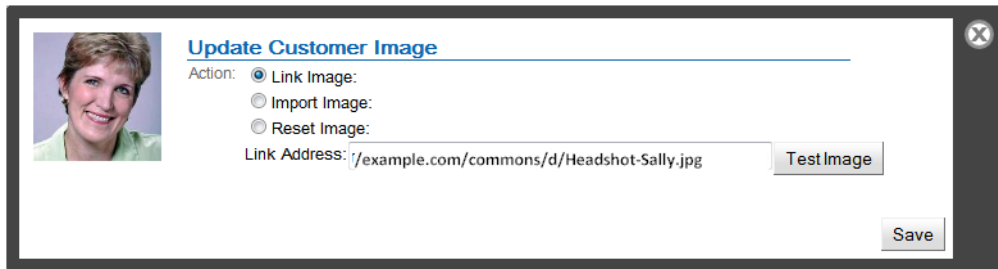 Update Customer Image
Action: Link Image:
Import Image:
Reset Image:
Link Address: /example.com/commons/d/Headshot-Sally.jpg Test Image
Save